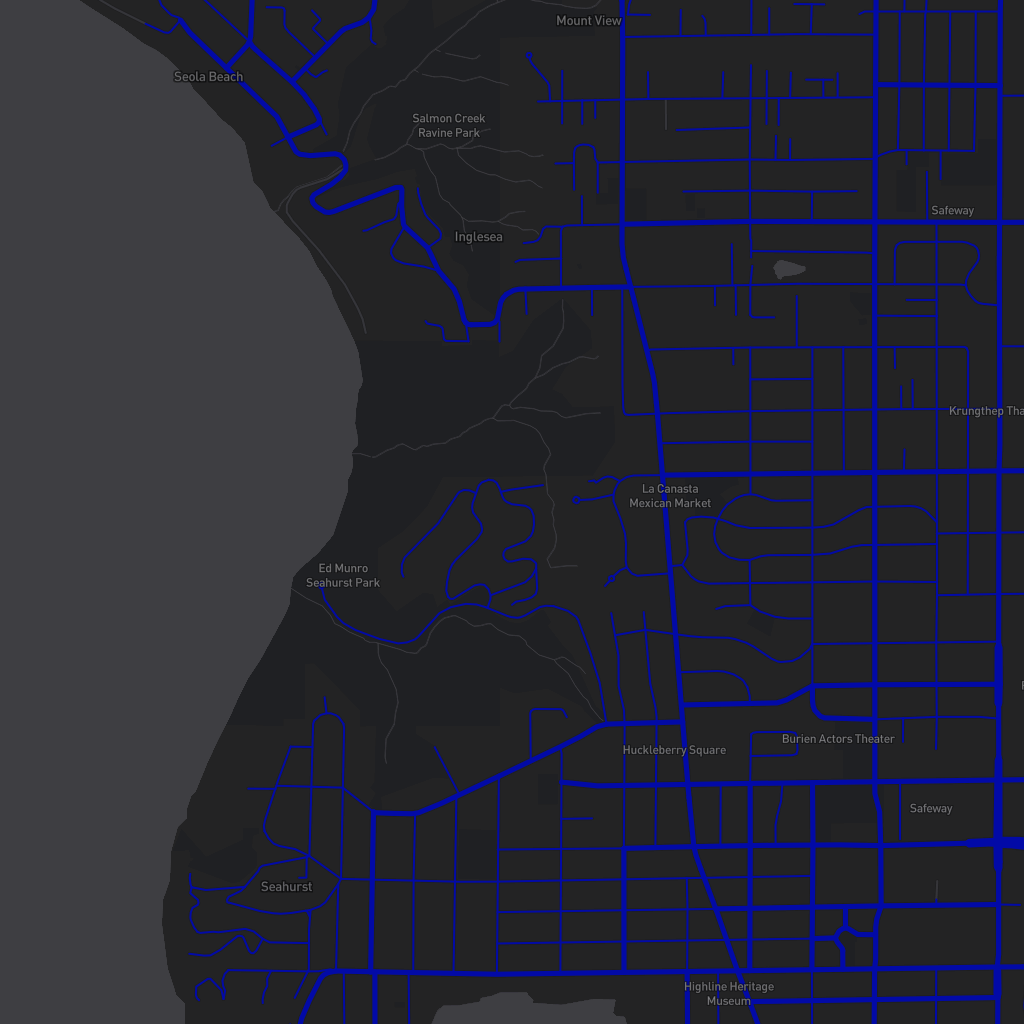 Mount View
Seola Beach
Salmon Creek
Ravine Park
Safeway
Inglesea
Krungthep Tha
La Canasta
Mexican Market
Ed Munro
Seahurst Park
Burien Actors Theater
Huckleberry Square
Safeway
Seahurst
Highline Heritage
Museum